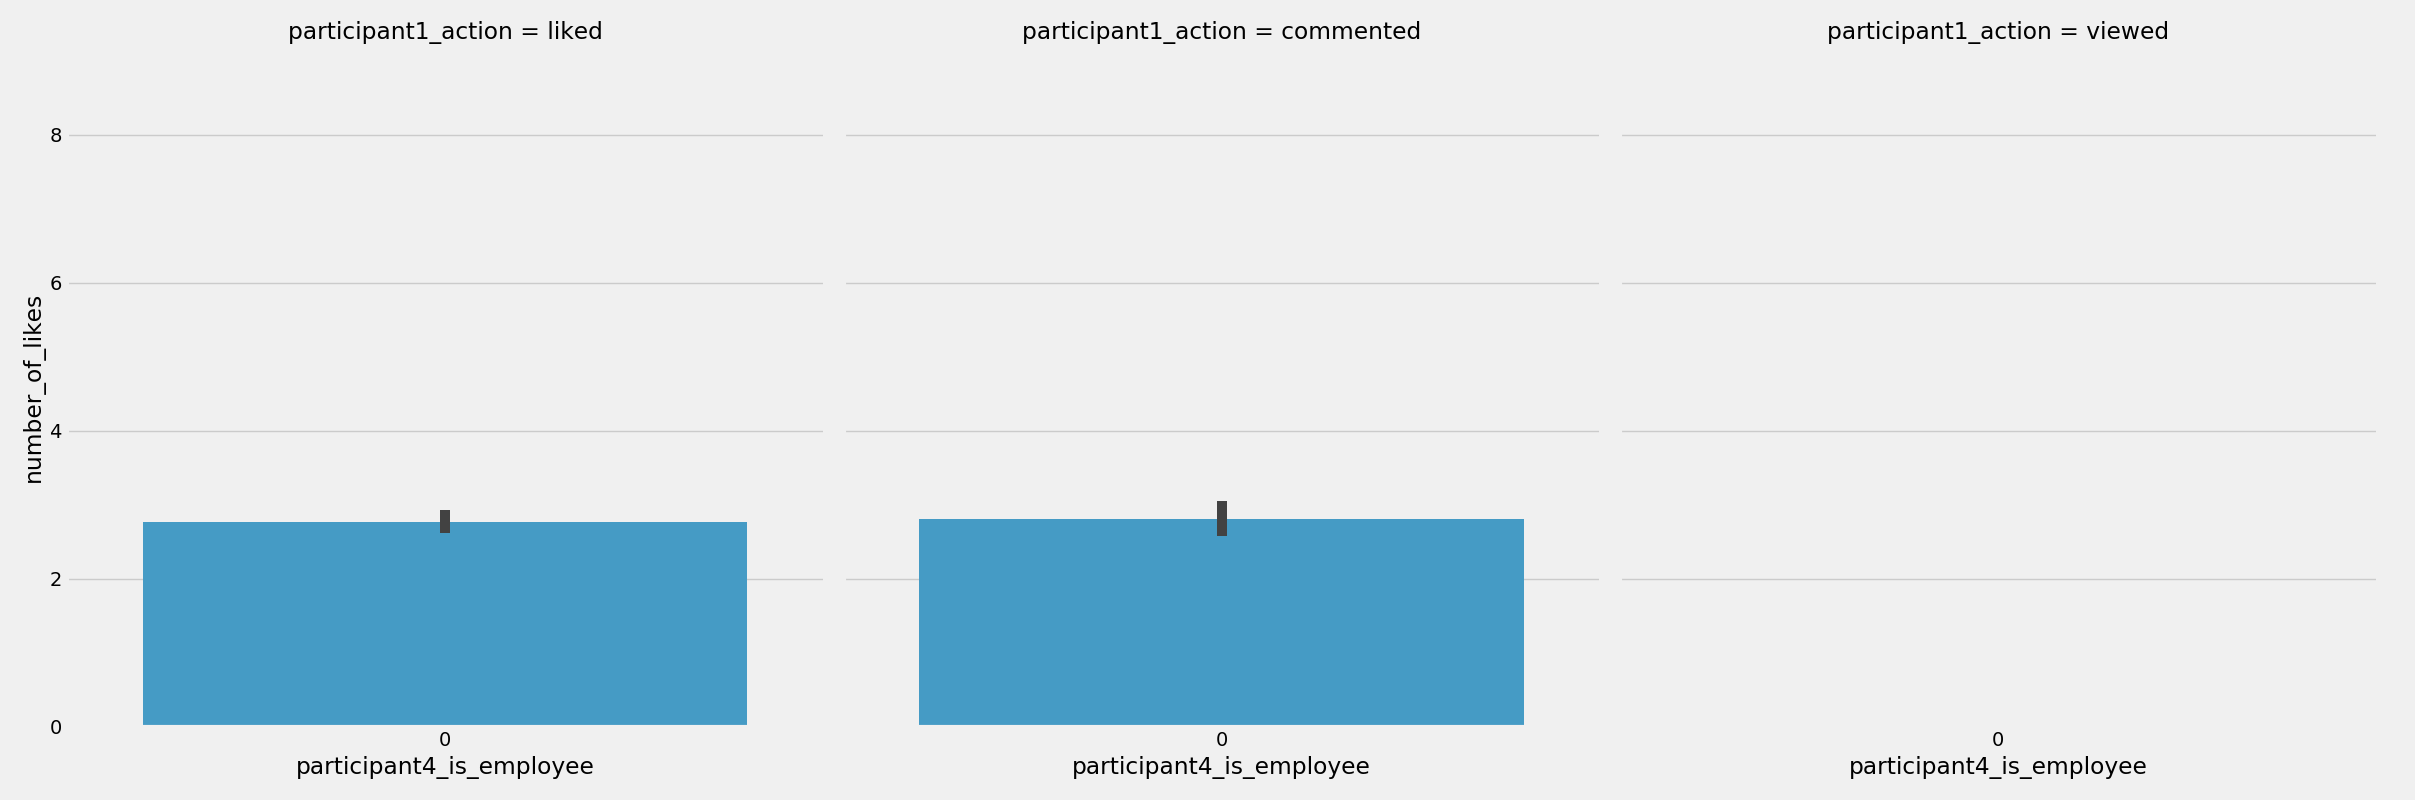 participant1_action = liked
participant1_action = commented
participant1_action = viewed
8
6
4
2
0
number_of_likes
0
0
0
participant4_is_employee
participant4_is_employee
participant4_is_employee